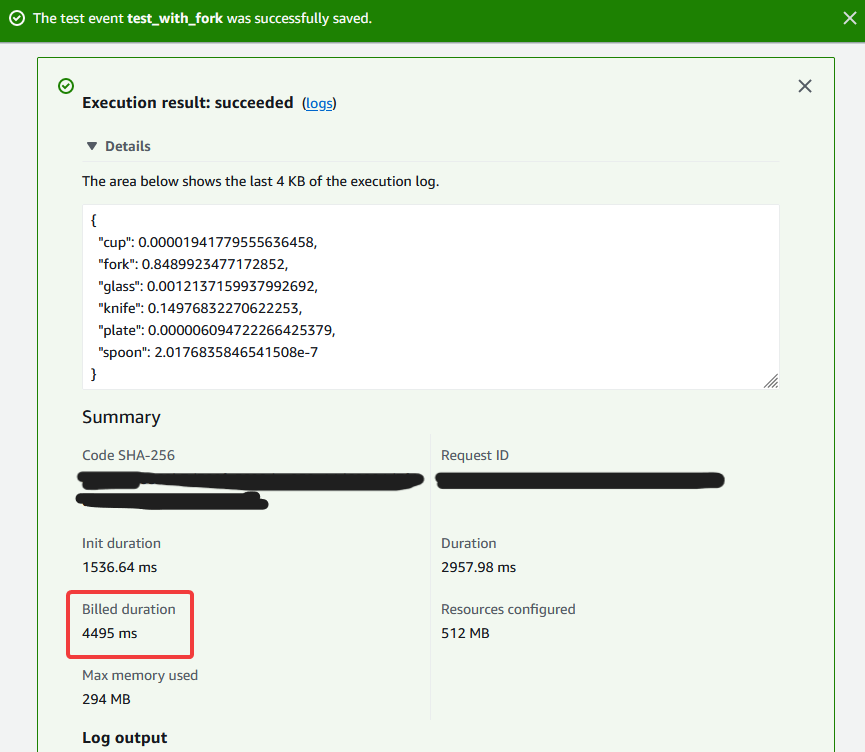 The test event test_with_fork was successfully saved.
Execution result: succeeded (logs)
Details
The area below shows the last 4 KB of the execution log.
{
"cup": 0.00001941779555636458,
"fork": 0.8489923477172852,
"glass": 0.0012137159937992692,
"knife": 0.14976832270622253,
"plate": 0.000006094722266425379,
"spoon": 2.0176835846541508e-7
}
Summary
Code SHA-256
Request ID
Init duration
1536.64 ms
Duration
2957.98 ms
Billed duration
4495 ms
Resources configured
512 MB
Max memory used
294 MB
Log output